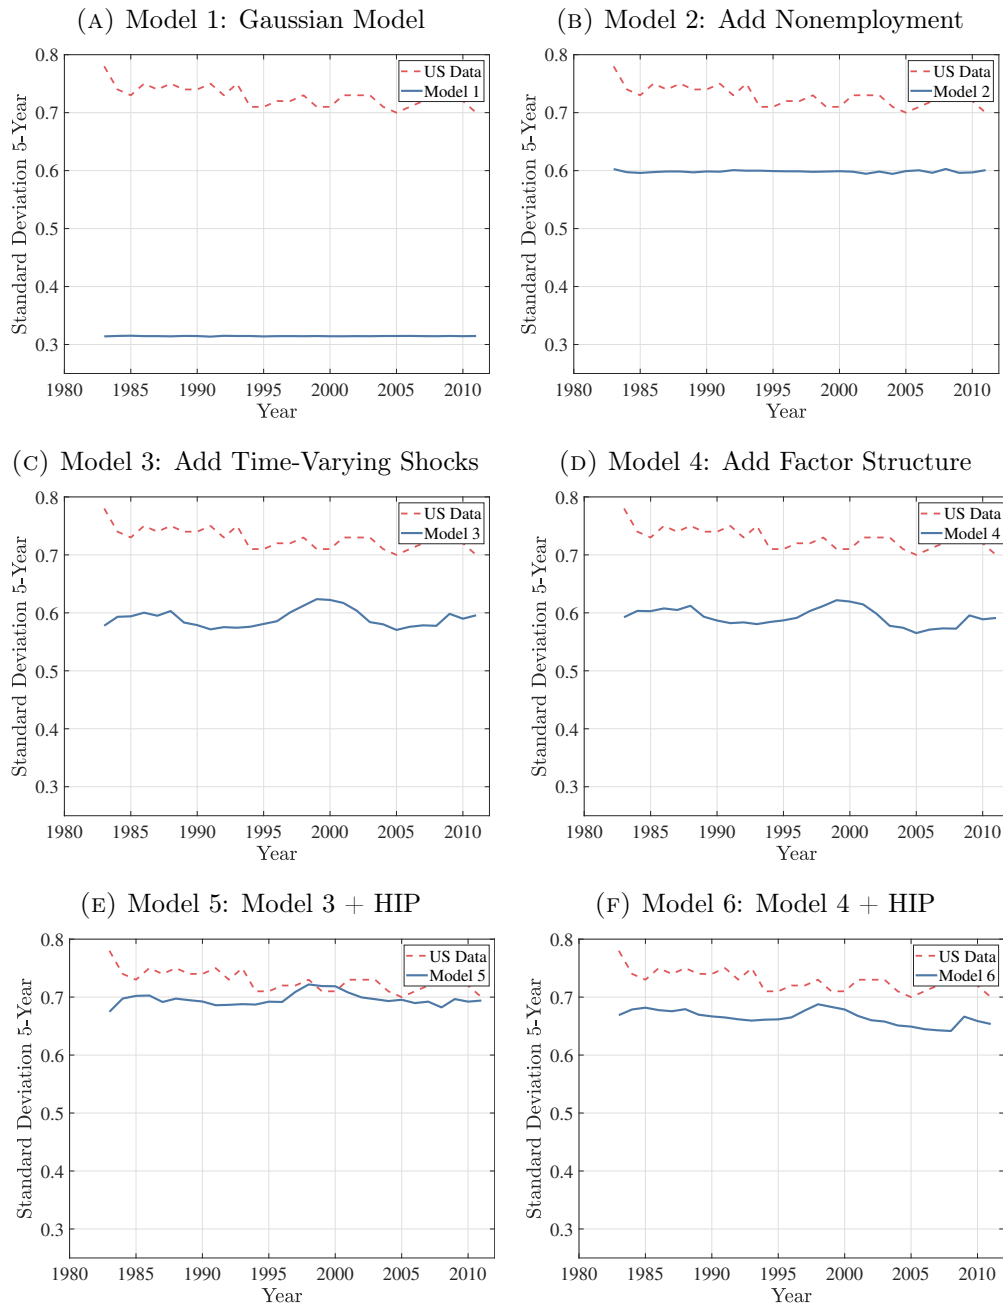 (A) Model 1: Gaussian Model
Standard Deviation 5-Year
0.8
0.7
0.6
0.5
0.4
0.3
US Data
Model 1
1980 1985 1990 1995 2000 2005 2010
Year
(B) Model 2: Add Nonemployment
Standard Deviation 5-Year
0.8
0.7
0.6
0.5
0.4
0.3
US Data
Model 2
1980 1985 1990 1995 2000 2005 2010
Year
(C) Model 3: Add Time-Varying Shocks
Standard Deviation 5-Year
0.8
0.7
0.6
0.5
0.4
0.3
US Data
Model 3
1980 1985 1990 1995 2000 2005 2010
Year
(D) Model 4: Add Factor Structure
Standard Deviation 5-Year
0.8
0.7
0.6
0.5
0.4
0.3
US Data
Model 4
1980 1985 1990 1995 2000 2005 2010
Year
(E) Model 5: Model 3 + HIP
Standard Deviation 5-Year
0.8
0.7
0.6
0.5
0.4
0.3
US Data
Model 5
1980 1985 1990 1995 2000 2005 2010
Year
(F) Model 6: Model 4 + HIP
Standard Deviation 5-Year
0.8
0.7
0.6
0.5
0.4
0.3
US Data
Model 6
1980 1985 1990 1995 2000 2005 2010
Year